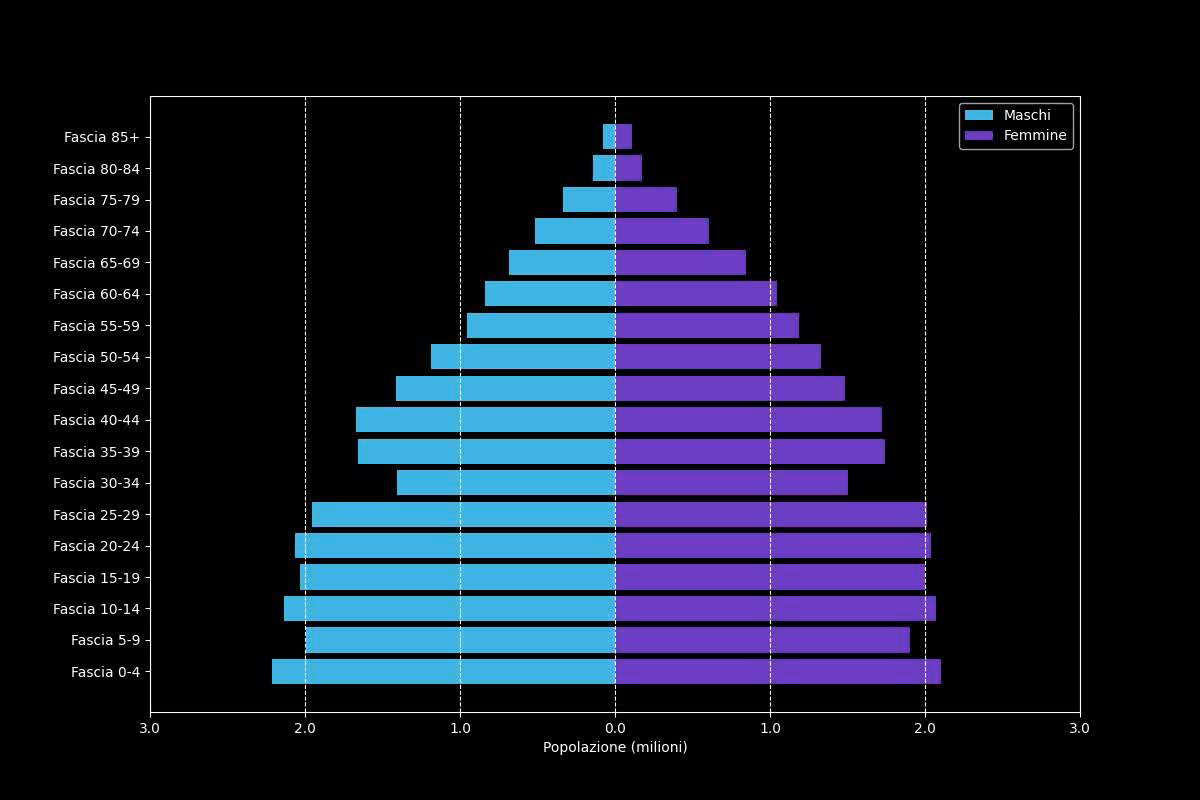 Maschi
Femmine
Fascia 85+
Fascia 80-84
Fascia 75-79
Fascia 70-74
Fascia 65-69
Fascia 60-64
Fascia 55-59
Fascia 50-54
Fascia 45-49
Fascia 40-44
Fascia 35-39
Fascia 30-34
Fascia 25-29
Fascia 20-24
Fascia 15-19
Fascia 10-14
Fascia 5-9
Fascia 0-4
3.0 2.0 1.0 0.0 1.0 2.0 3.0
Popolazione (milioni)